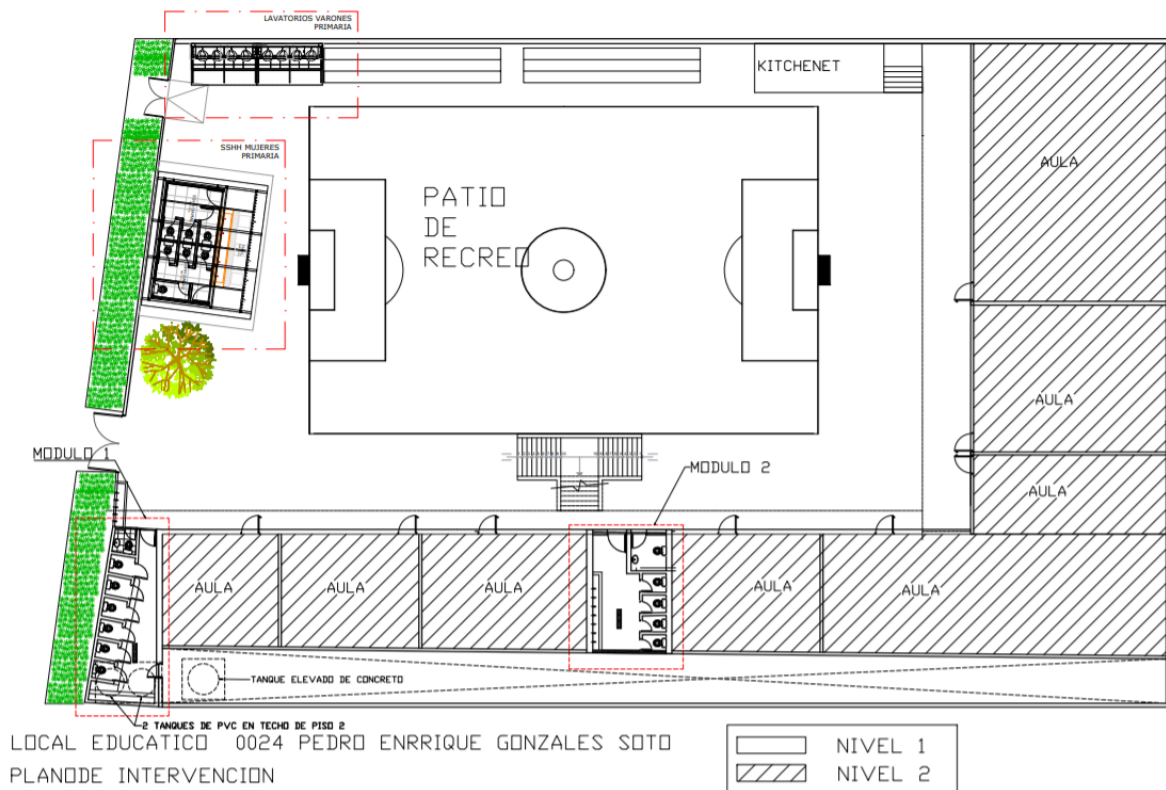 LAVATORIOS VARONES
PRIMARIA
KITCHENET
SSHH MUJERES
PRIMARIA
AULA
PATIO
DE
RECREO
AULA
MODULO 1
MODULO 2
AULA
AULA
AULA
AULA
AULA
AULA
TANQUE ELEVADO DE CONCRETO
2 TANQUES DE PVC EN TECHO DE PISO 2
LOCAL EDUCATICO 0024 PEDRO ENRRIQUE GONZALES SOTO
PLANODE INTERVENCION
NIVEL 1
NIVEL 2